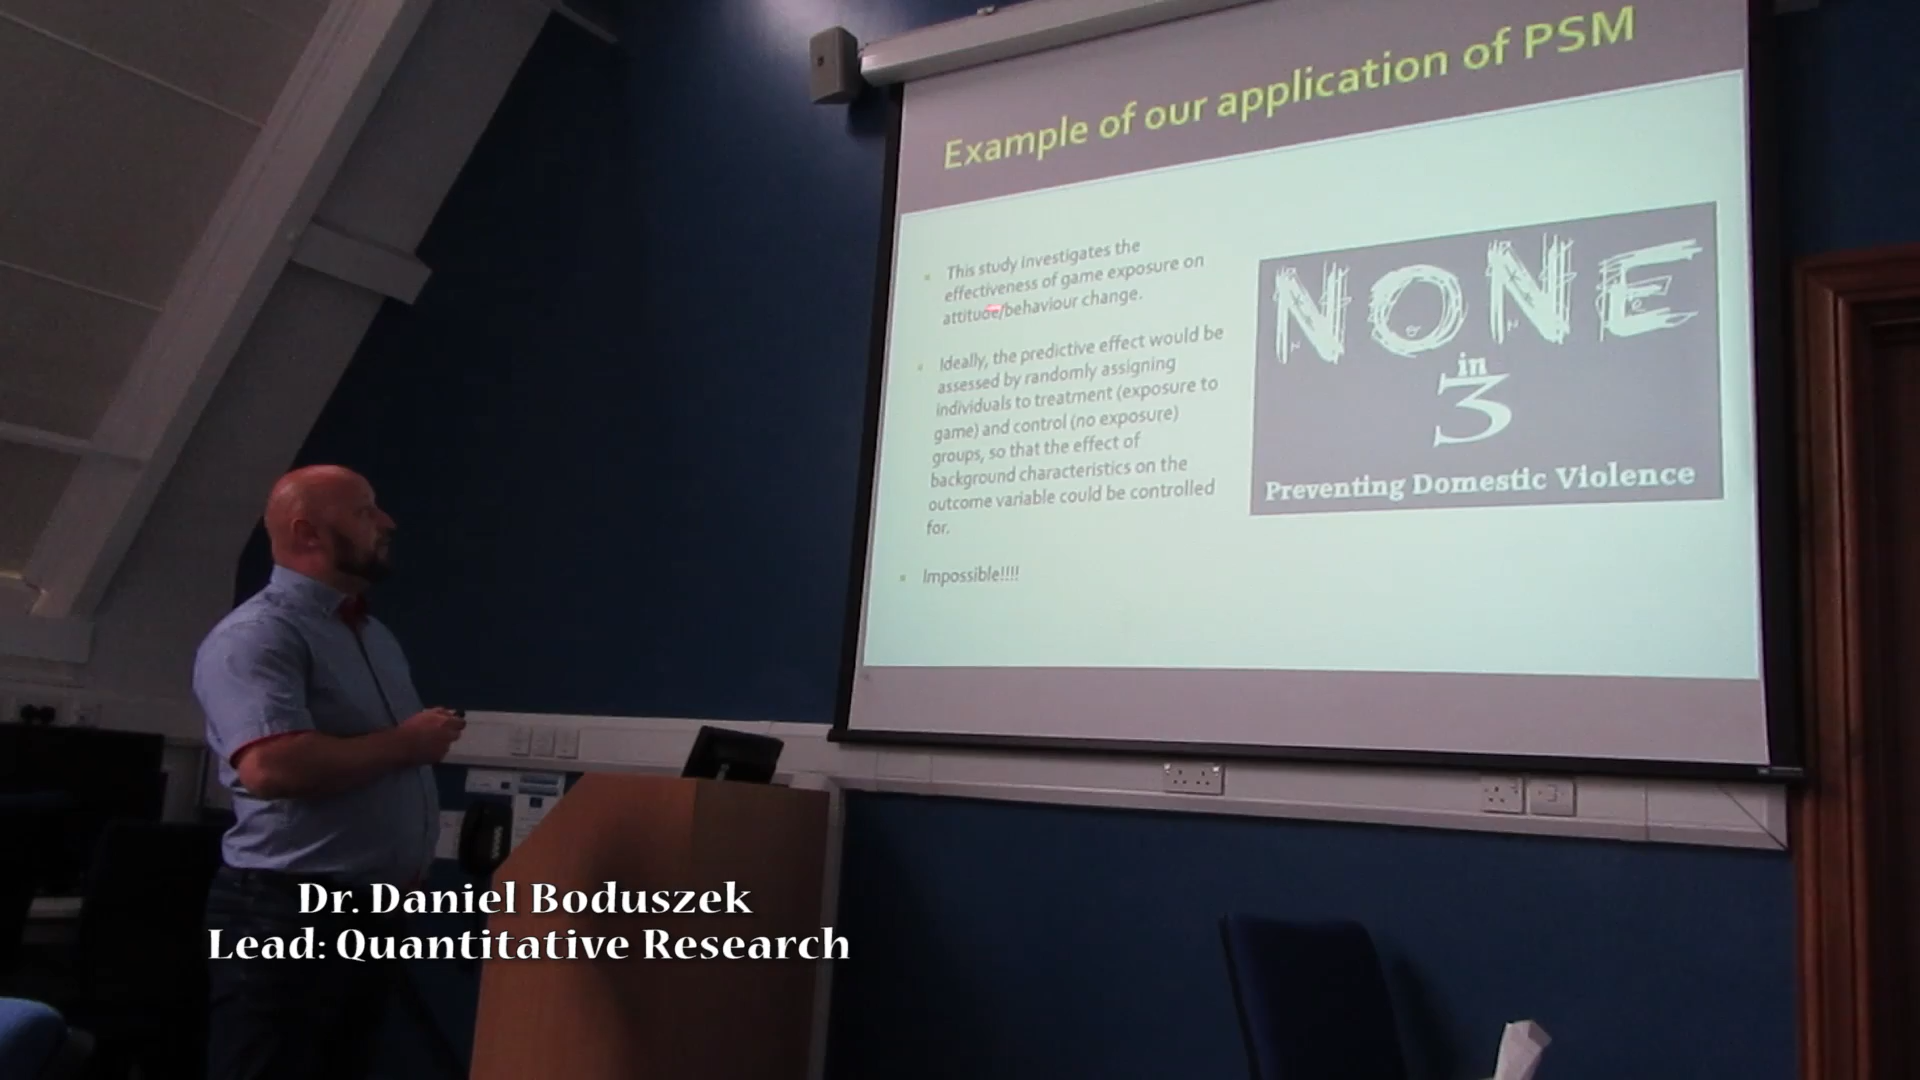 Example of our application of PSM
This study investigates the
effectiveness of game exposure on
attitude/behaviour change.
Ideally, the predictive effect would be
assessed by randomly assigning
individuals to treatment (exposure to
game) and control (no exposure)
groups, so that the effect of
background characteristics on the
outcome variable could be controlled
for.
Impossible!!!!
NONE
in
3
Preventing Domestic Violence
Dr. Daniel Boduszek
Lead: Quantitative Research